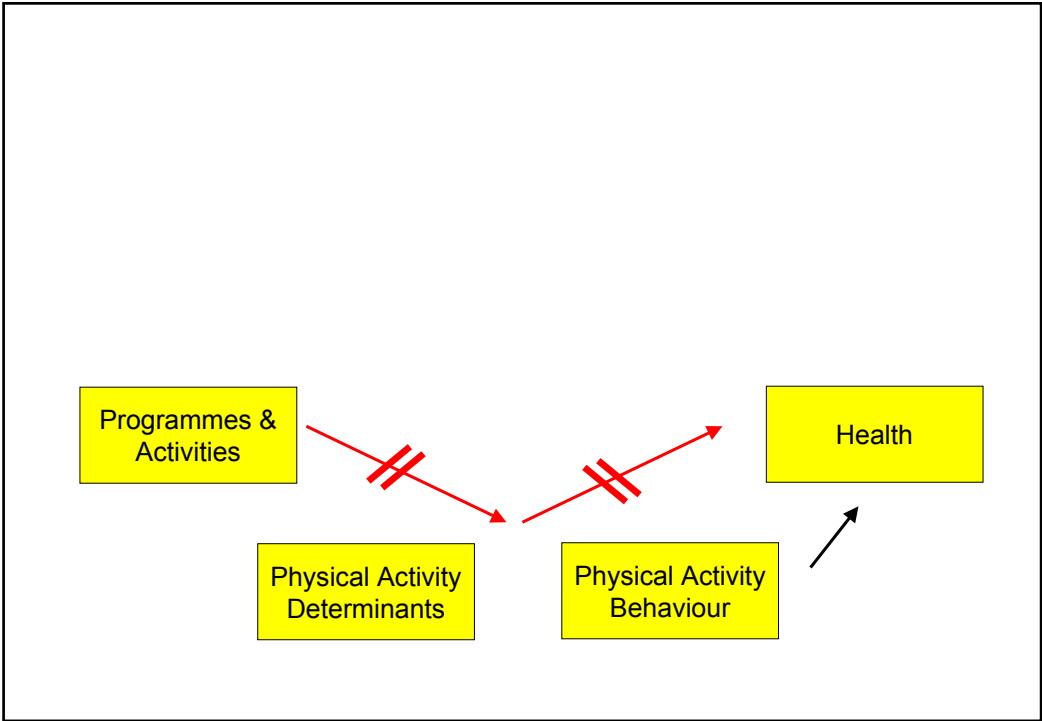 Programmes &
Activities
Health
Physical Activity
Determinants
Physical Activity
Behaviour